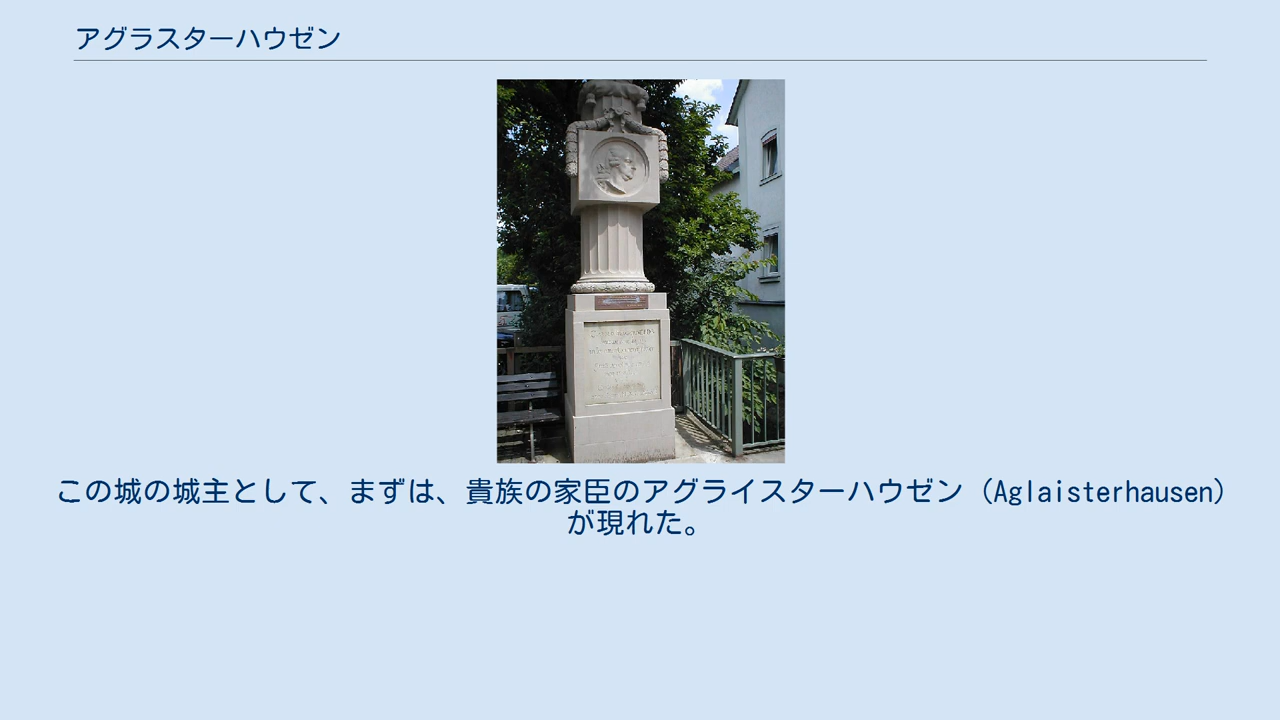 アグラスターハウゼン
この城の城主として、まずは、貴族の家臣のアグライスターハウゼン（Aglaisterhausen）
が現れた。